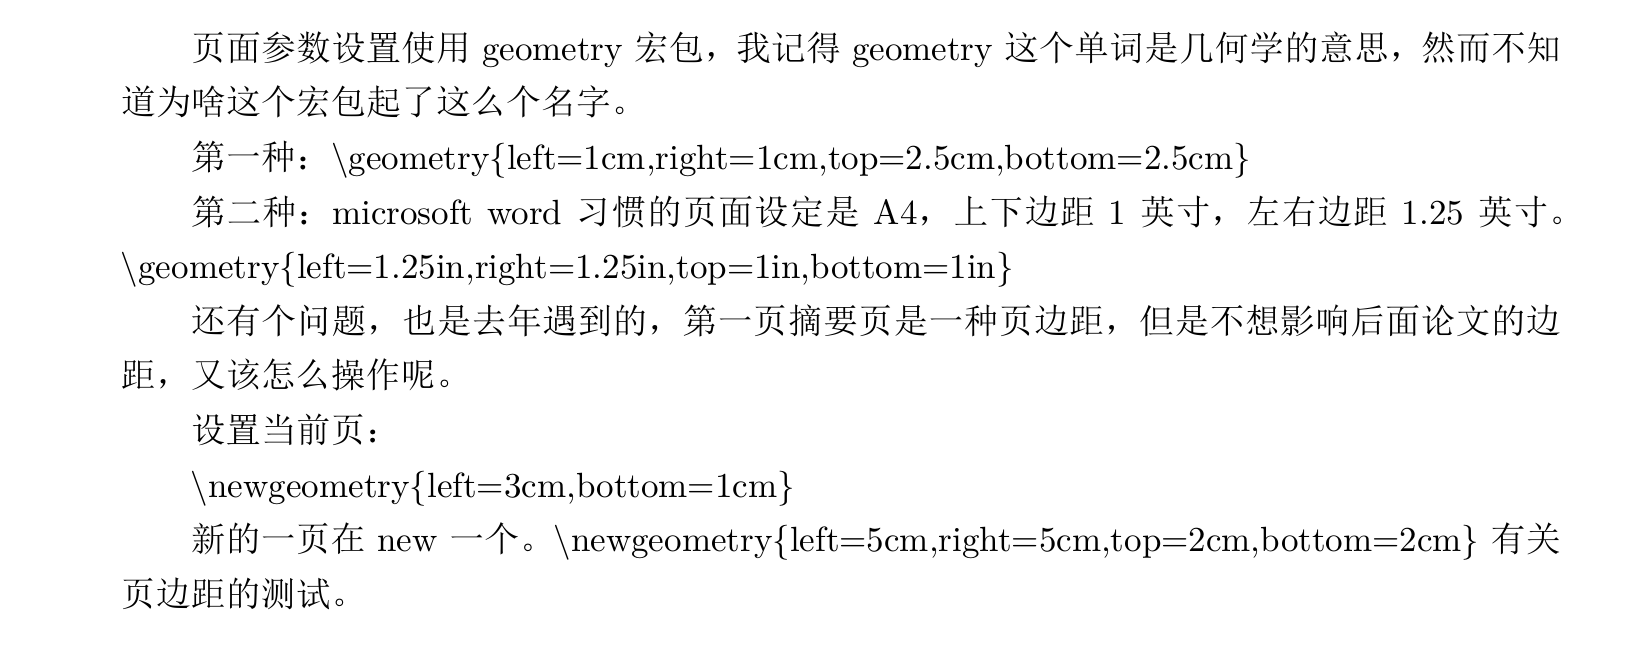 页面参数设置使用 geometry 宏包，我记得 geometry 这个单词是几何学的意思，然而不知
道为啥这个宏包起了这么个名字。
第一种：\geometry{left=1cm,right=1cm,top=2.5cm,bottom=2.5cm}
第二种：microsoft word 习惯的页面设定是 A4，上下边距 1 英寸，左右边距 1.25 英寸。
\geometry{left=1.25in,right=1.25in,top=1in,bottom=1in}
还有个问题，也是去年遇到的，第一页摘要页是一种页边距，但是不想影响后面论文的边
距，又该怎么操作呢。
设置当前页：
\newgeometry{left=3cm,bottom=1cm}
新的一页在 new 一个。\newgeometry{left=5cm,right=5cm,top=2cm,bottom=2cm} 有关
页边距的测试。